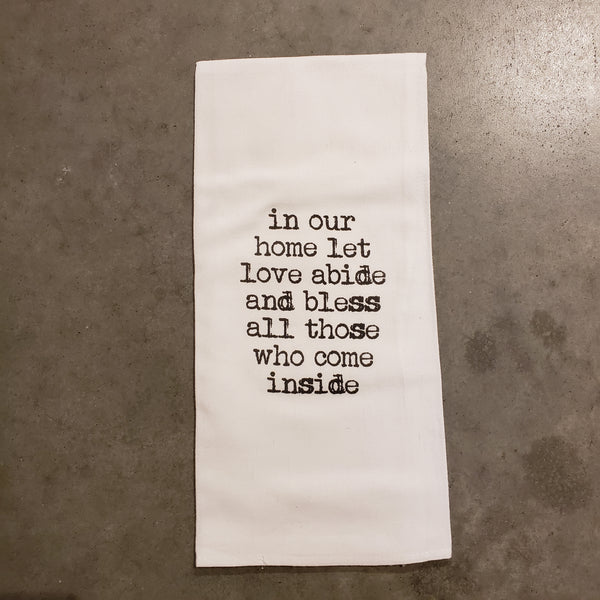 in our
home let
love abide
and bless
all those
who come
inside